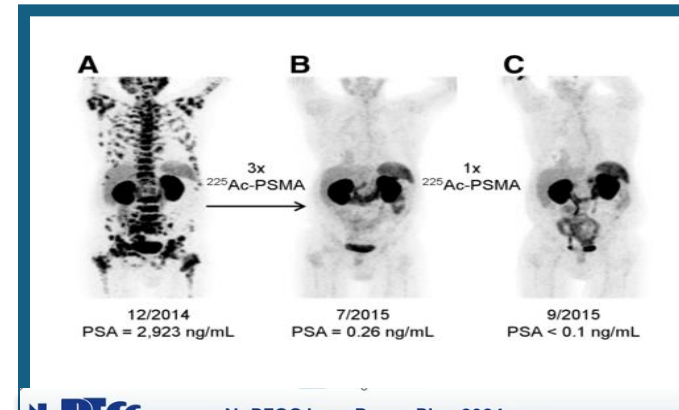 A
B
C
3x
225Ac-PSMA
1x
225Ac-PSMA
12/2014
PSA = 2,923 ng/mL
7/2015
PSA = 0.26 ng/mL
9/2015
PSA < 0.1 ng/mL